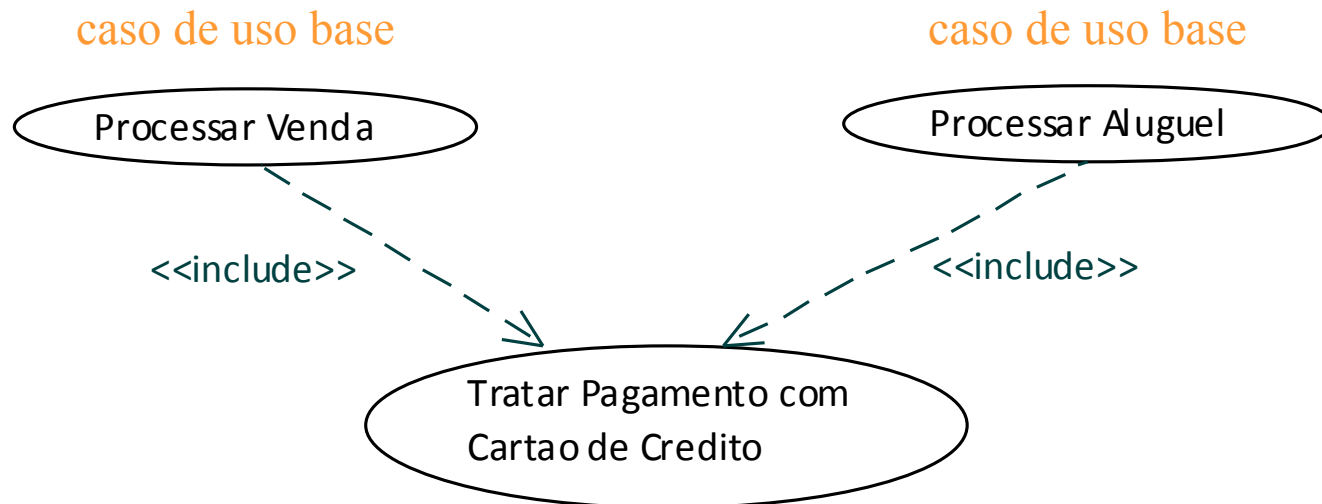 caso de uso base
caso de uso base
Processar Venda
Processar Aluguel
<<include>>
<<include>>
Tratar Pagamento com
Cartao de Credito